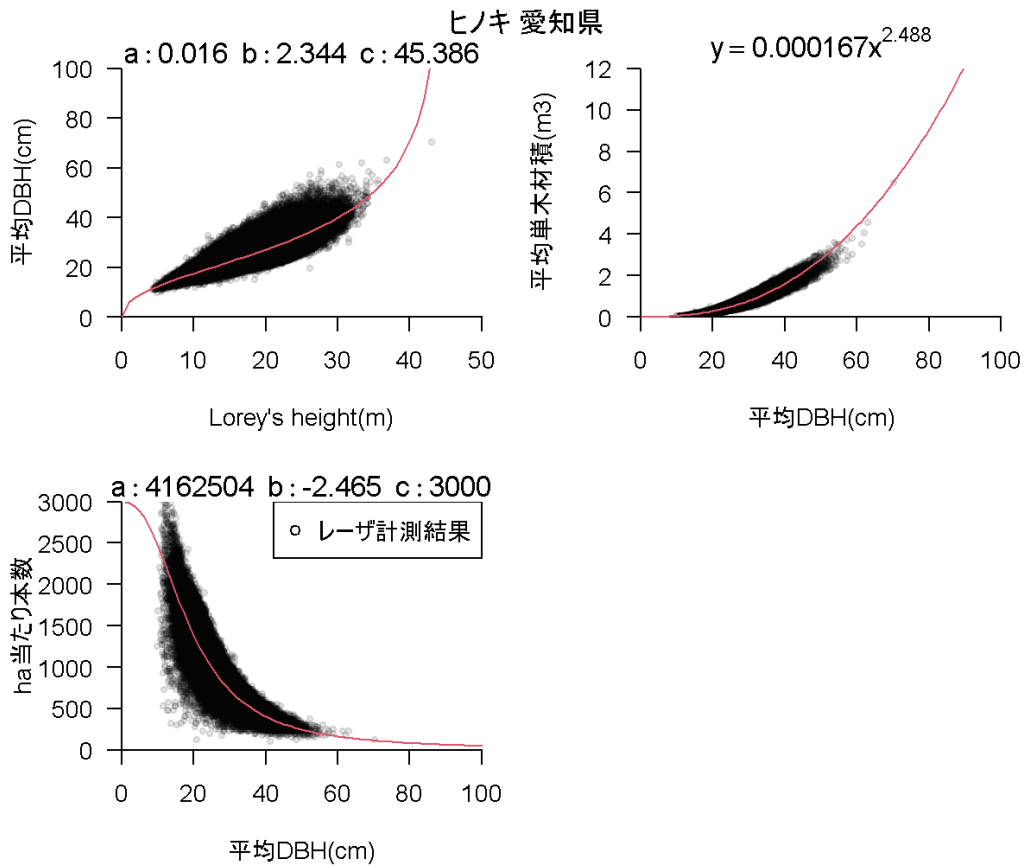 ヒノキ 愛知県
a : 0.016 b : 2.344 c : 45.386
100
80
60
40
20
0
平均DBH(cm)
0 10 20 30 40 50
Lorey's height(m)
y = 0.000167x^2.488
12
10
8
6
4
2
0
平均単木材積(m3)
0 20 40 60 80 100
平均DBH(cm)
a : 4162504 b : -2.465 c : 3000
3000
2500
2000
1500
1000
500
0
ha当たり本数
レーザ計測結果
0 20 40 60 80 100
平均DBH(cm)